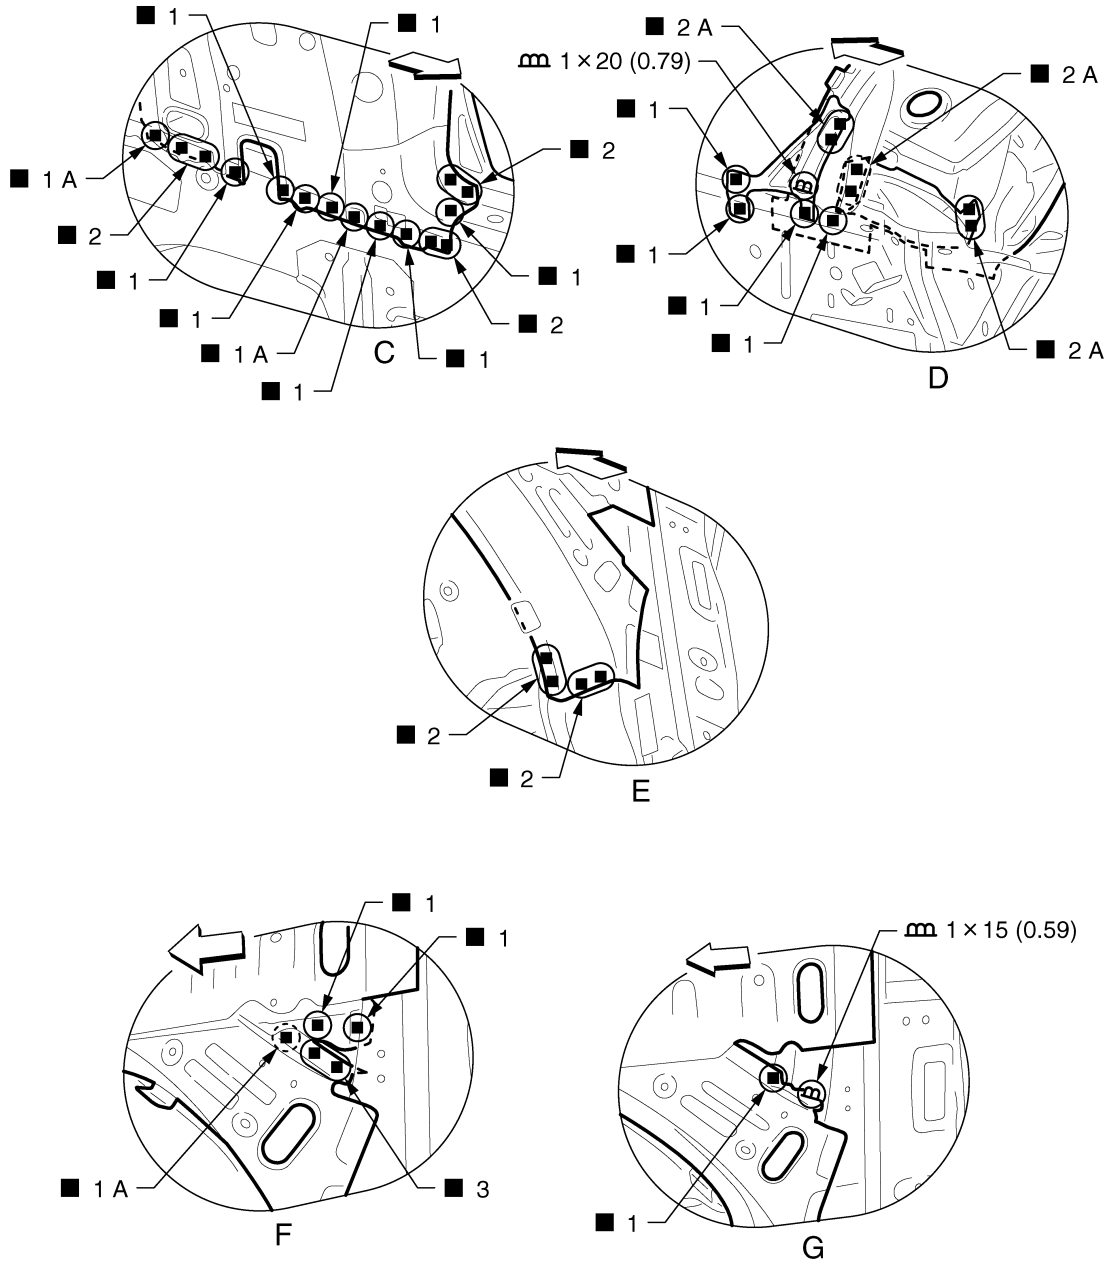 ■ 1
■ 1
■ 1 A
■ 2
■ 1
■ 1
■ 1 A
■ 1
■ 2
■ 1
■ 2
■ 1
C
■ 2 A
1 × 20 (0.79)
■ 2 A
■ 1
■ 1
■ 1
■ 1
■ 2 A
D
■ 2
■ 2
E
■ 1
■ 1
■ 1 A
■ 3
F
1 × 15 (0.59)
■ 1
G